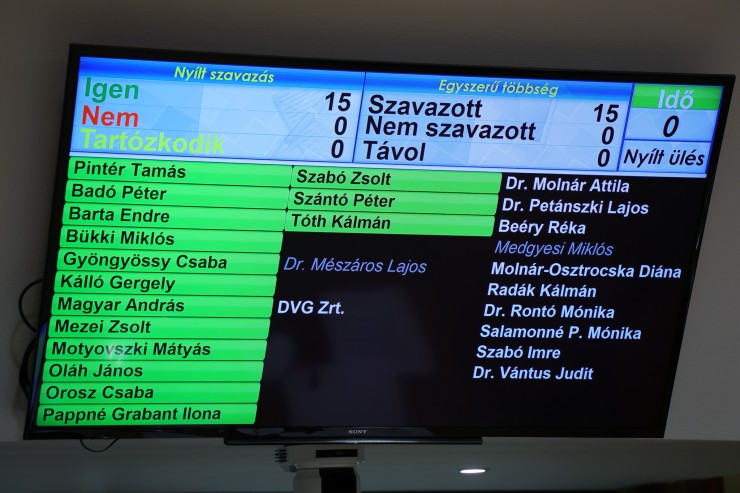 Nyílt szavazás
Igen 15
Nem 0
Tartózkodik 0
Egyszerű többség
Szavazott 15
Nem szavazott 0
Távol 0
Idő
0
Nyílt ülés
Pintér Tamás
Badó Péter
Barta Endre
Bükki Miklós
Gyöngyössy Csaba
Kálló Gergely
Magyar András
Mezei Zsolt
Motyovszki Mátyás
Oláh János
Orosz Csaba
Pappné Grabant Ilona
Szabó Zsolt
Szántó Péter
Tóth Kálmán
Dr. Mészáros Lajos
DVG Zrt.
Dr. Molnár Attila
Dr. Petánszki Lajos
Beéry Réka
Medgyesi Miklós
Molnár-Osztrocska Diána
Radák Kálmán
Dr. Rontó Mónika
Salamonné P. Mónika
Szabó Imre
Dr. Vántus Judit
SONY